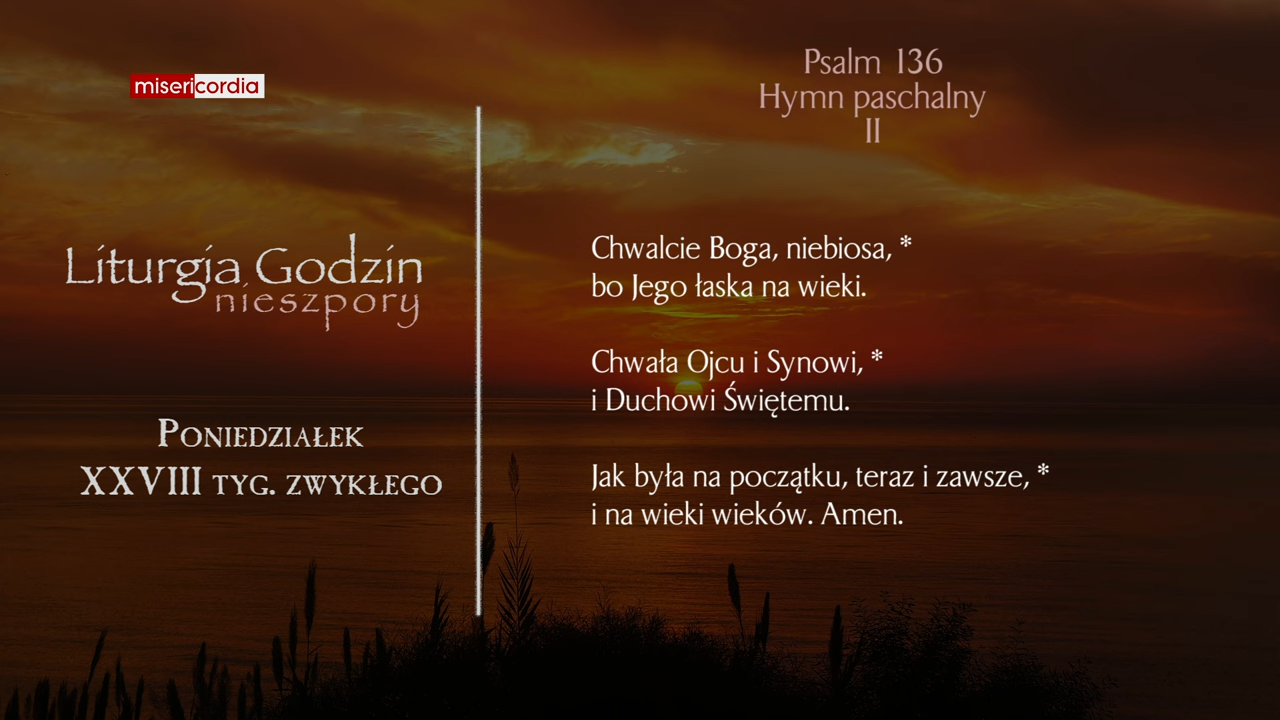 misericordia
Liturgia Godzin
nieszpory
Poniedziałek
XXVIII tyg. zwykłego
Psalm 136
Hymn paschalny
II
Chwalcie Boga, niebiosa, *
bo Jego łaska na wieki.
Chwała Ojcu i Synowi, *
i Duchowi Świętemu.
Jak była na początku, teraz i zawsze, *
i na wieki wieków. Amen.